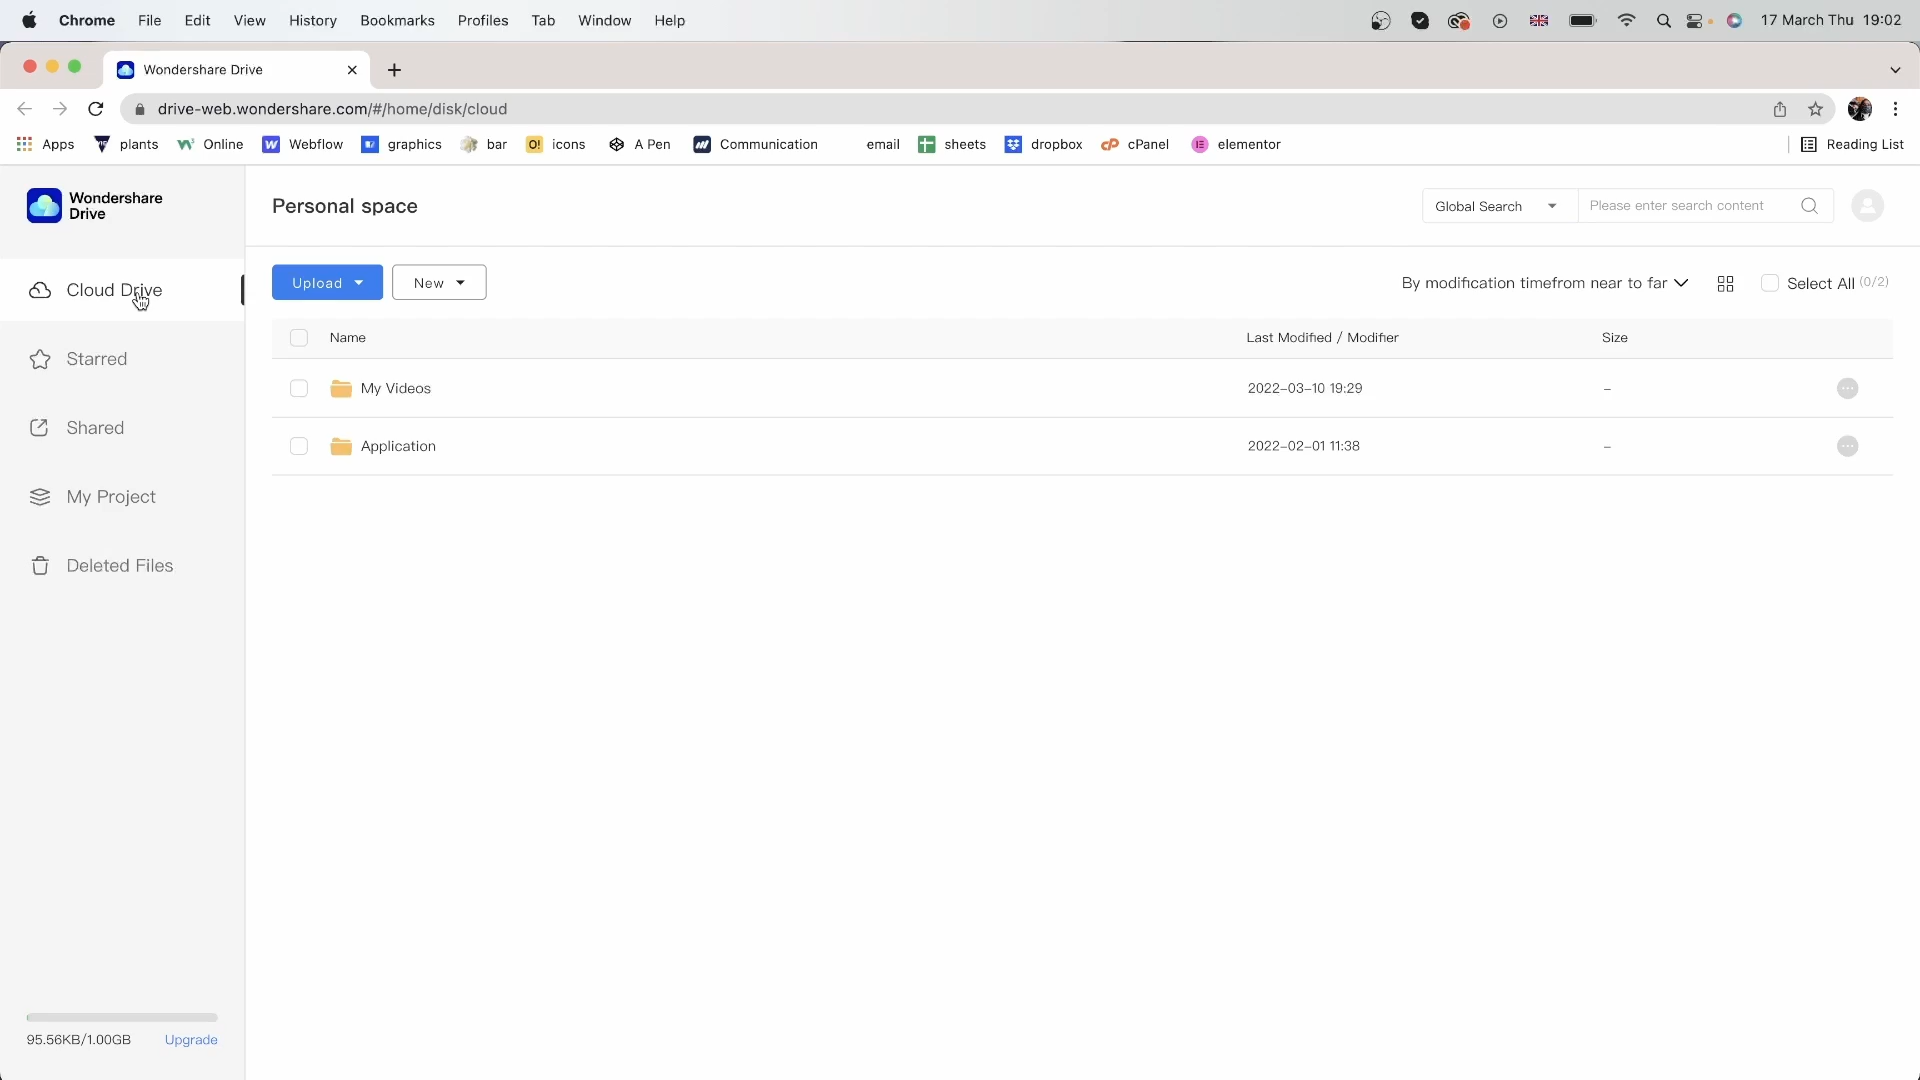 Chrome File Edit View History Bookmarks Profiles Tab Window Help 17 March Thu 19:02
Wondershare Drive
drive-web.wondershare.com/#/home/disk/cloud
Apps plants Online Webflow graphics bar icons A Pen Communication email sheets dropbox cPanel elementor Reading List
Wondershare
Drive
Personal space
Global Search Please enter search content
Cloud Drive
Starred
Shared
My Project
Deleted Files
Upload New By modification timefrom near to far Select All (0/2)
Name Last Modified / Modifier Size
My Videos 2022-03-10 19:29 –
Application 2022-02-01 11:38 –
95.56KB/1.00GB Upgrade